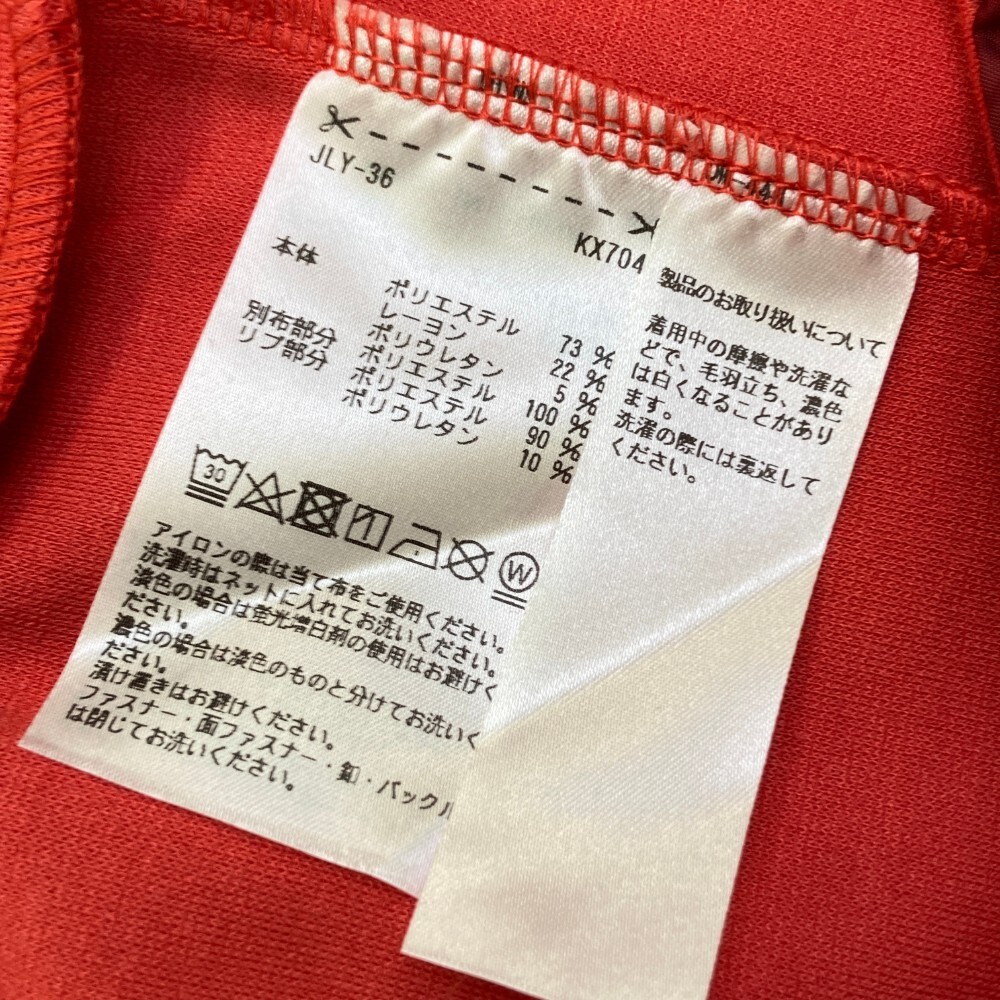 JLY-36
KX704
本体
ポリエステル 73 %
レーヨン 22 %
ポリウレタン 5 %
別布部分 ポリエステル 100 %
リブ部分 ポリエステル 90 %
ポリウレタン 10 %
30
W
アイロンの際は当て布をご使用ください。
洗濯時はネットに入れてお洗いください。
淡色の場合は蛍光増白剤の使用はお避けく
ださい。
濃色の場合は淡色のものと分けてお洗いく
ださい。
漬け置きはお避けください。
ファスナー・面ファスナー・釦・バックル
は閉じてお洗いください。
製品のお取り扱いについて
着用中の摩擦や洗濯な
どで、毛羽立ち、濃色
は白くなることがあり
ます。
洗濯の際には裏返して
ください。